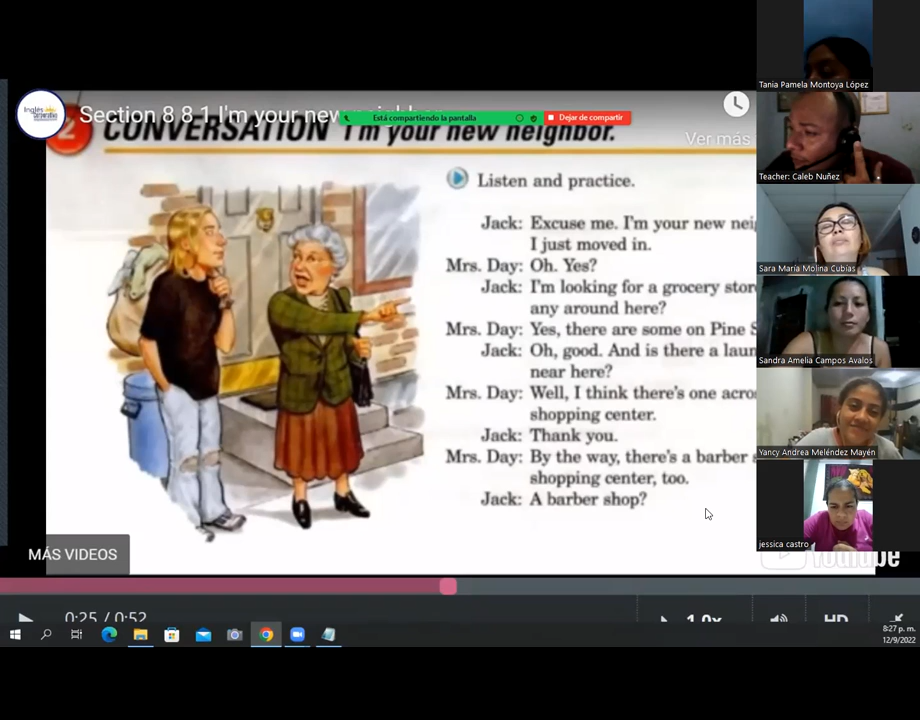 Section 8 8 1 I'm your new neighbor
Está compartiendo la pantalla
Dejar de compartir
2 CONVERSATION I'm your new neighbor.
Ver más
Listen and practice.
Jack: Excuse me. I'm your new nei
I just moved in.
Mrs. Day: Oh. Yes?
Jack: I'm looking for a grocery stor
any around here?
Mrs. Day: Yes, there are some on Pine S
Jack: Oh, good. And is there a laun
near here?
Mrs. Day: Well, I think there's one acro
shopping center.
Jack: Thank you.
Mrs. Day: By the way, there's a barber s
shopping center, too.
Jack: A barber shop?
MÁS VIDEOS
YouTube
0:25 / 0:52
1.0x
HD
Tania Pamela Montoya López
Teacher: Caleb Nuñez
Sara María Molina Cubías
Sandra Amelia Campos Avalos
Yancy Andrea Meléndez Mayén
jessica castro
8:27 p. m.
12/9/2022